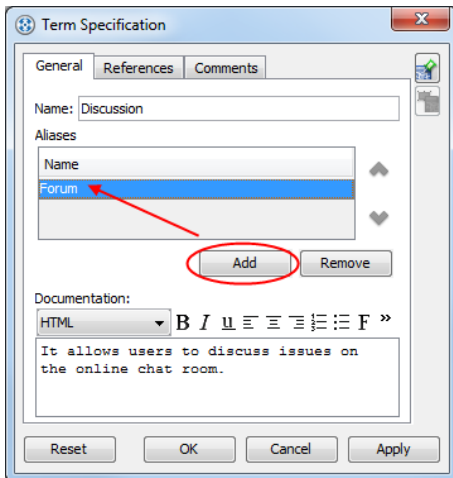 Term Specification
General References Comments
Name: Discussion
Aliases
Name
Forum
Add Remove
Documentation:
HTML B I u F »
It allows users to discuss issues on
the online chat room.
Reset OK Cancel Apply